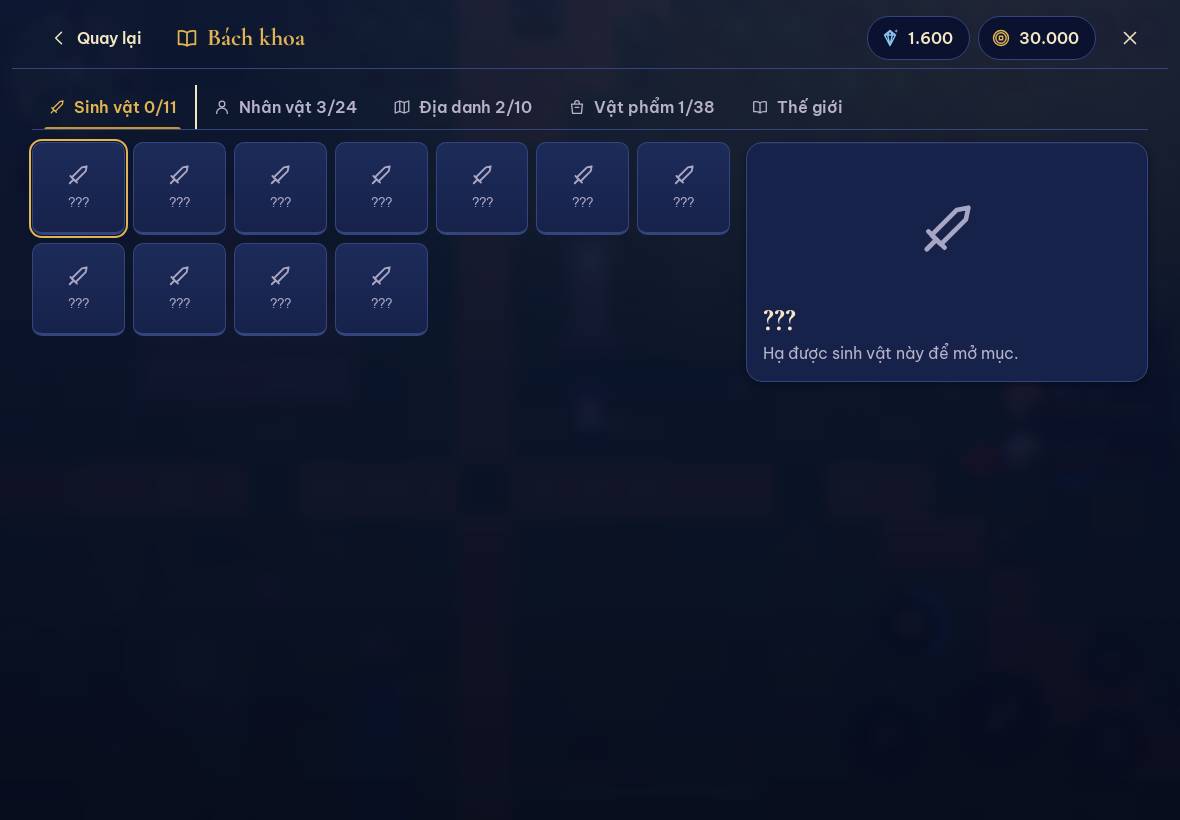 Quay lại
Bách khoa
1.600
30.000
Sinh vật 0/11
Nhân vật 3/24
Địa danh 2/10
Vật phẩm 1/38
Thế giới
???
???
???
???
???
???
???
???
???
???
???
???
Hạ được sinh vật này để mở mục.